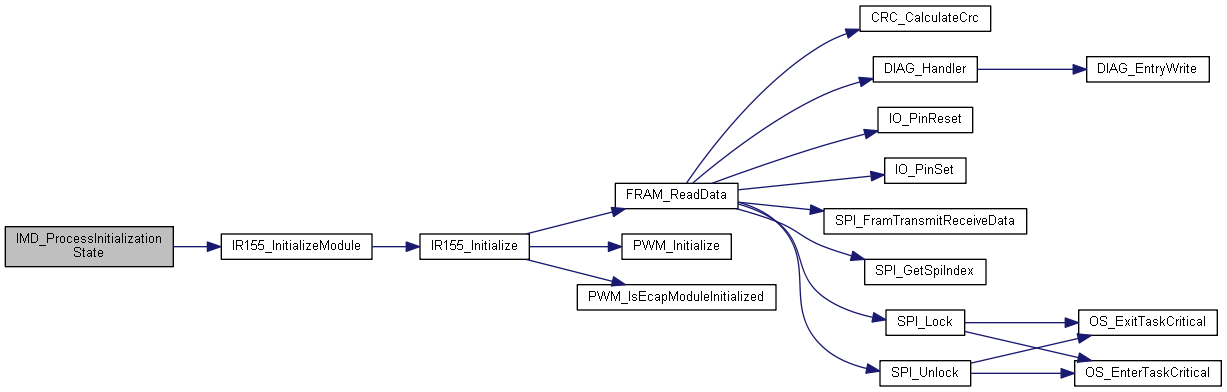 IMD_ProcessInitialization
State
IR155_InitializeModule
IR155_Initialize
FRAM_ReadData
PWM_Initialize
PWM_IsEcapModuleInitialized
CRC_CalculateCrc
DIAG_Handler
DIAG_EntryWrite
IO_PinReset
IO_PinSet
SPI_FramTransmitReceiveData
SPI_GetSpiIndex
SPI_Lock
SPI_Unlock
OS_ExitTaskCritical
OS_EnterTaskCritical